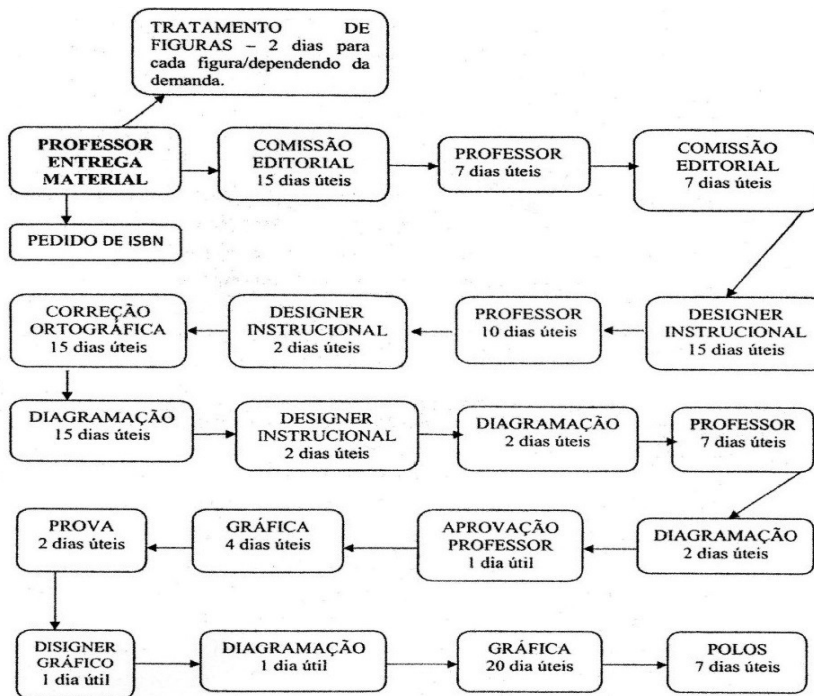 TRATAMENTO DE
FIGURAS – 2 dias para
cada figura/dependendo da
demanda.
PROFESSOR
ENTREGA
MATERIAL
COMISSÃO
EDITORIAL
15 dias úteis
PROFESSOR
7 dias úteis
COMISSÃO
EDITORIAL
7 dias úteis
PEDIDO DE ISBN
CORREÇÃO
ORTOGRÁFICA
15 dias úteis
DESIGNER
INSTRUCIONAL
2 dias úteis
PROFESSOR
10 dias úteis
DESIGNER
INSTRUCIONAL
15 dias úteis
DIAGRAMAÇÃO
15 dias úteis
DESIGNER
INSTRUCIONAL
2 dias úteis
DIAGRAMAÇÃO
2 dias úteis
PROFESSOR
7 dias úteis
PROVA
2 dias úteis
GRÁFICA
4 dias úteis
APROVAÇÃO
PROFESSOR
1 dia útil
DIAGRAMAÇÃO
2 dias úteis
DISIGNER
GRÁFICO
1 dia útil
DIAGRAMAÇÃO
1 dia útil
GRÁFICA
20 dia úteis
POLOS
7 dias úteis